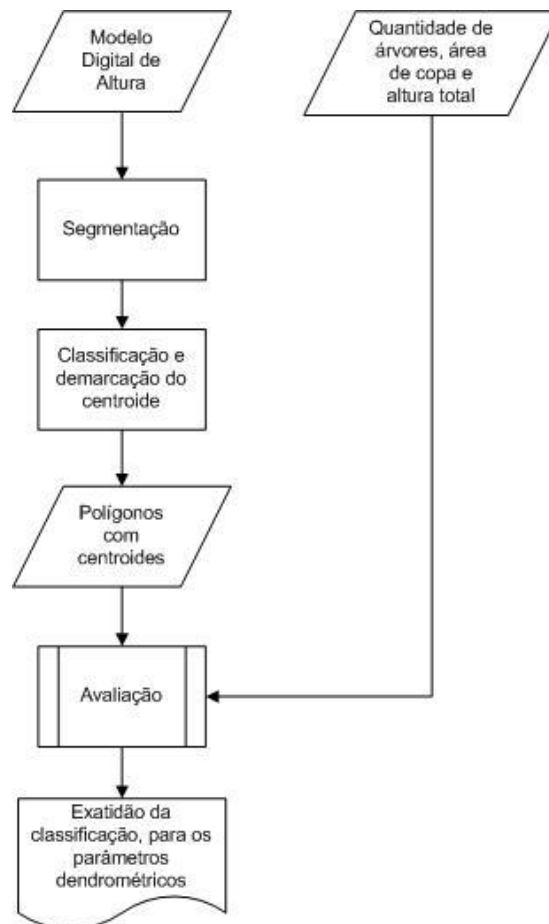 Modelo
Digital de
Altura
Quantidade de
árvores, área
de copa e
altura total
Segmentação
Classificação e
demarcação do
centroide
Polígonos
com
centroides
Avaliação
Exatidão da
classificação, para os
parâmetros
dendrométricos